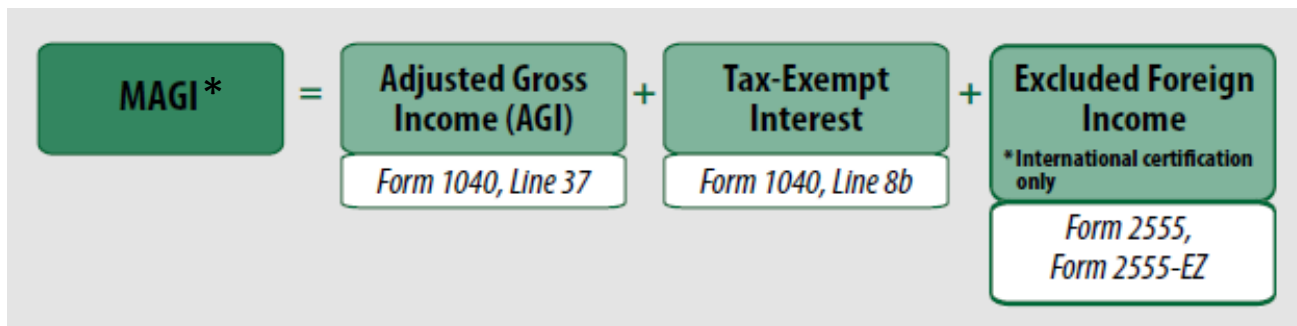 MAGI*
=
Adjusted Gross
Income (AGI)
Form 1040, Line 37
+
Tax-Exempt
Interest
Form 1040, Line 8b
+
Excluded Foreign
Income
*International certification
only
Form 2555,
Form 2555-EZ